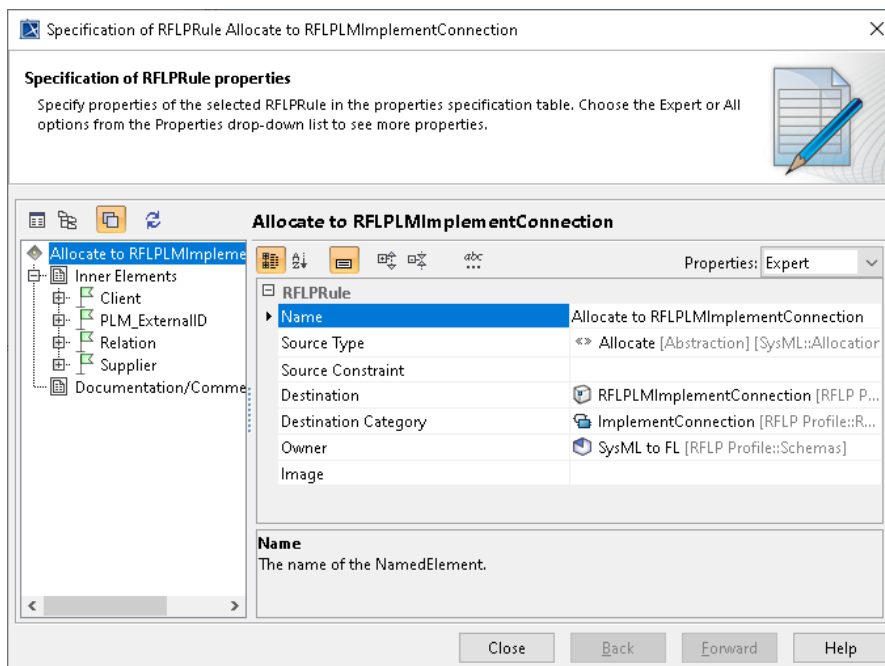 Specification of RFLPRule Allocate to RFLPLMImplementConnection
Specification of RFLPRule properties
Specify properties of the selected RFLPRule in the properties specification table. Choose the Expert or All
options from the Properties drop-down list to see more properties.
Allocate to RFLPLMImplementConnection
Allocate to RFLPLMImpleme
Inner Elements
Client
PLM_ExternalID
Relation
Supplier
Documentation/Comme
Properties: Expert
RFLPRule
Name Allocate to RFLPLMImplementConnection
Source Type «» Allocate [Abstraction] [SysML::Allocation
Source Constraint
Destination RFLPLMImplementConnection [RFLP P...
Destination Category ImplementConnection [RFLP Profile::R...
Owner SysML to FL [RFLP Profile::Schemas]
Image
Name
The name of the NamedElement.
Close Back Forward Help